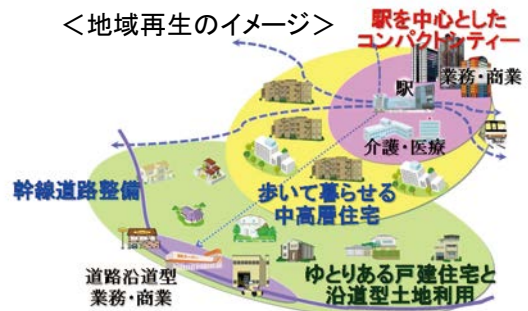 ＜地域再生のイメージ＞
駅を中心とした
コンパクトシティー
業務・商業
駅
介護・医療
幹線道路整備
歩いて暮らせる
中高層住宅
道路沿道型
業務・商業
ゆとりある戸建住宅と
沿道型土地利用